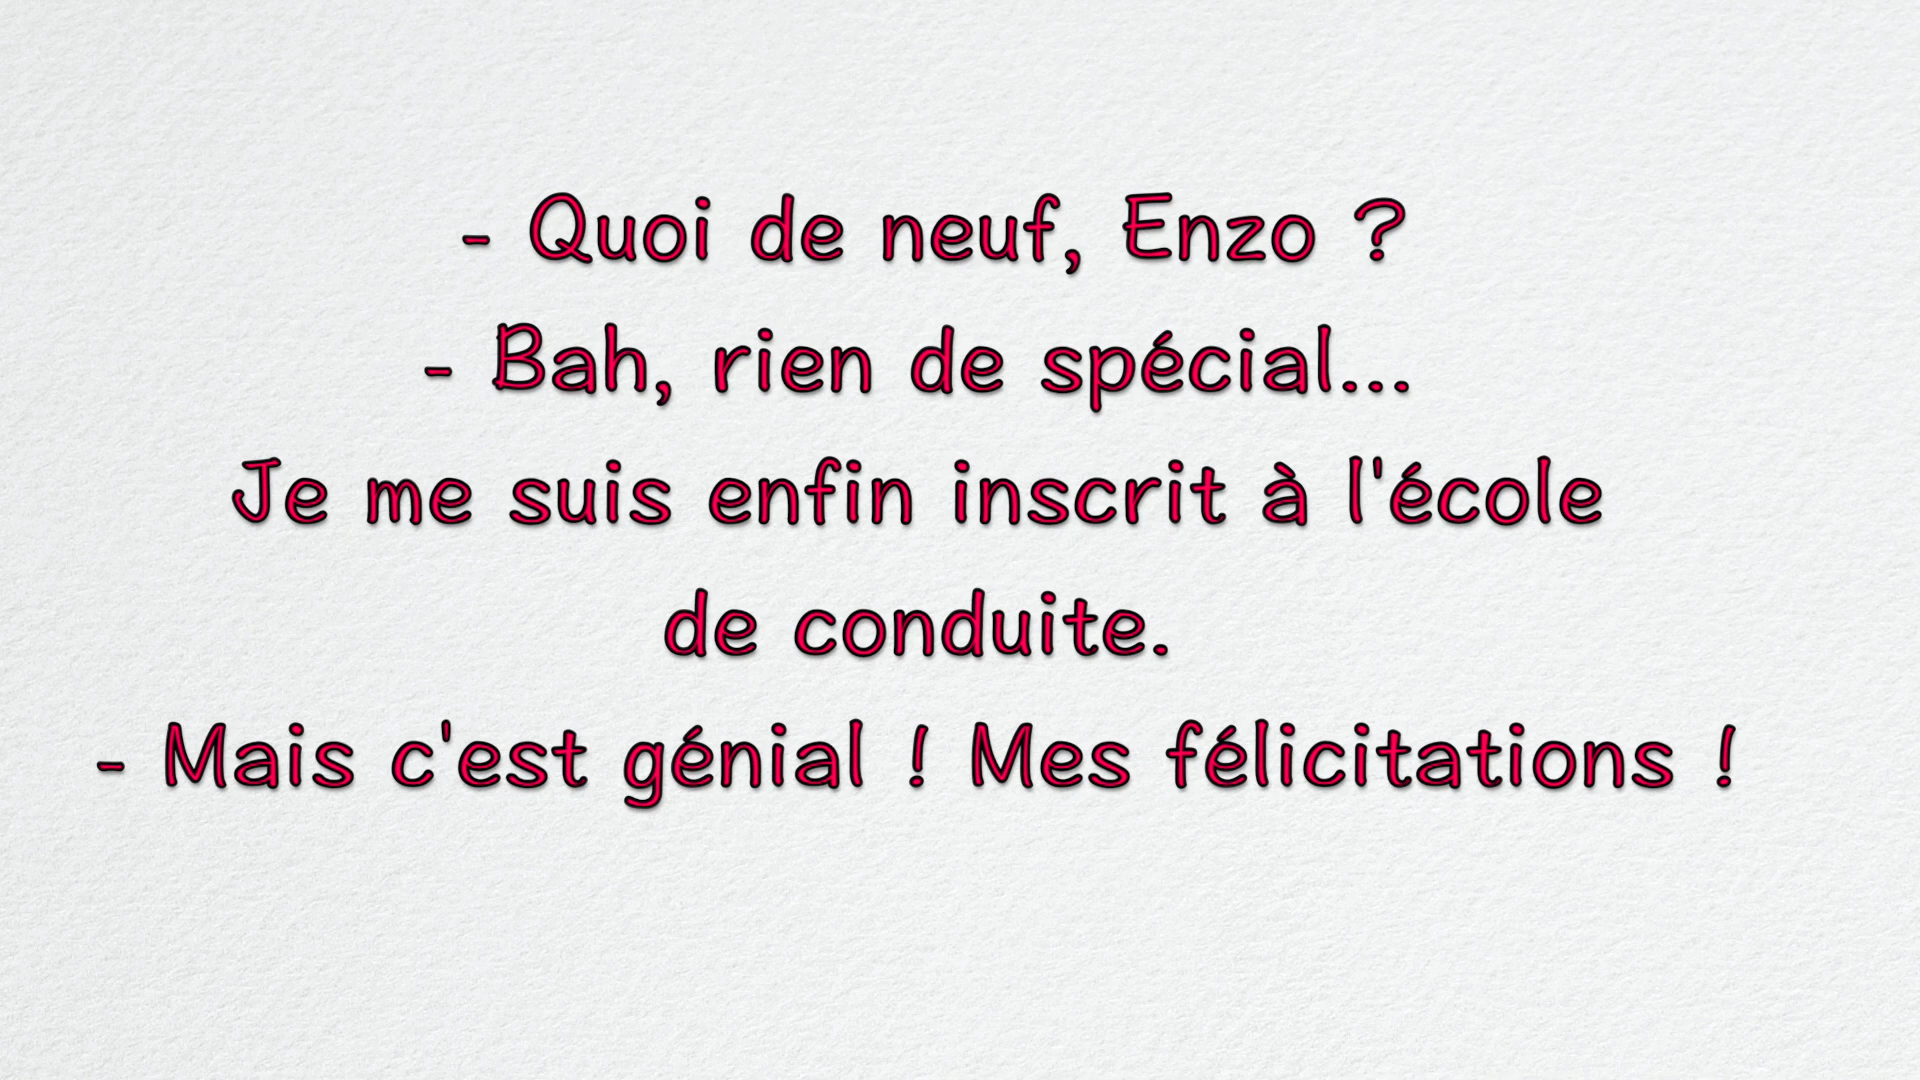 - Quoi de neuf, Enzo ?
- Bah, rien de spécial...
Je me suis enfin inscrit à l'école
de conduite.
- Mais c'est génial ! Mes félicitations !